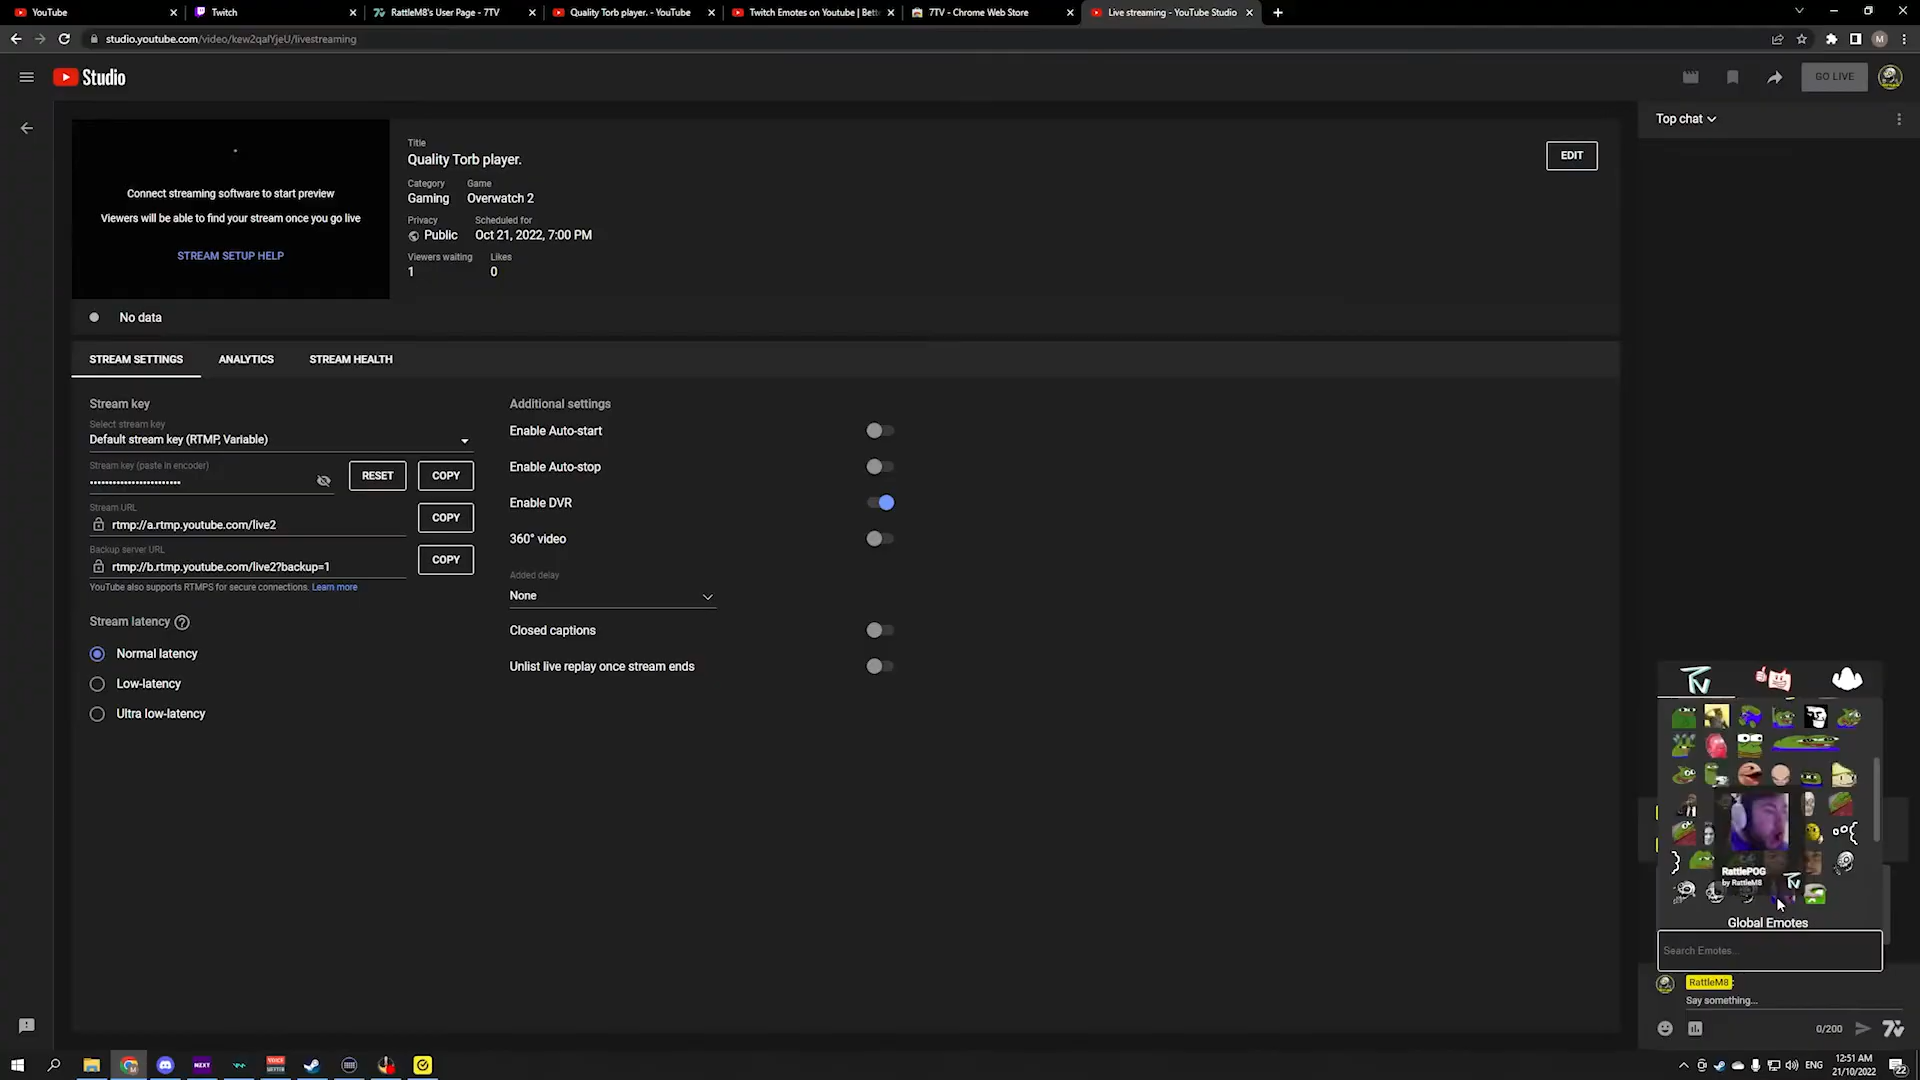 YouTube
Twitch
RattleM8's User Page - 7TV
Quality Torb player. - YouTube
Twitch Emotes on Youtube | Bett
7TV - Chrome Web Store
Live streaming - YouTube Studio
studio.youtube.com/video/kew2qalYjeU/livestreaming
M
Studio
GO LIVE
Top chat
Connect streaming software to start preview
Viewers will be able to find your stream once you go live
STREAM SETUP HELP
Title
Quality Torb player.
Category
Game
Gaming
Overwatch 2
Privacy
Scheduled for
Public
Oct 21, 2022, 7:00 PM
Viewers waiting
Likes
1
0
EDIT
No data
STREAM SETTINGS
ANALYTICS
STREAM HEALTH
Stream key
Select stream key
Default stream key (RTMP, Variable)
Stream key (paste in encoder)
••••••••••••••••••••••••
RESET
COPY
Stream URL
rtmp://a.rtmp.youtube.com/live2
COPY
Backup server URL
rtmp://b.rtmp.youtube.com/live2?backup=1
COPY
YouTube also supports RTMPS for secure connections. Learn more
Stream latency
Normal latency
Low-latency
Ultra low-latency
Additional settings
Enable Auto-start
Enable Auto-stop
Enable DVR
360° video
Added delay
None
Closed captions
Unlist live replay once stream ends
RattlePOG
by RattleM8
Global Emotes
Search Emotes...
RattleM8
Say something...
0/200
NEXT
ENG
12:51 AM
21/10/2022
22